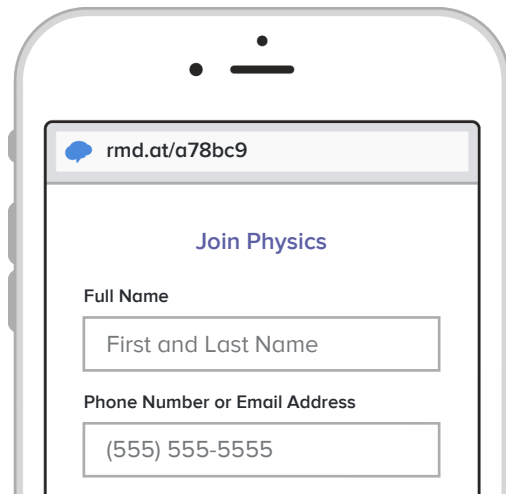 rmd.at/a78bc9
Join Physics
Full Name
First and Last Name
Phone Number or Email Address
(555) 555-5555